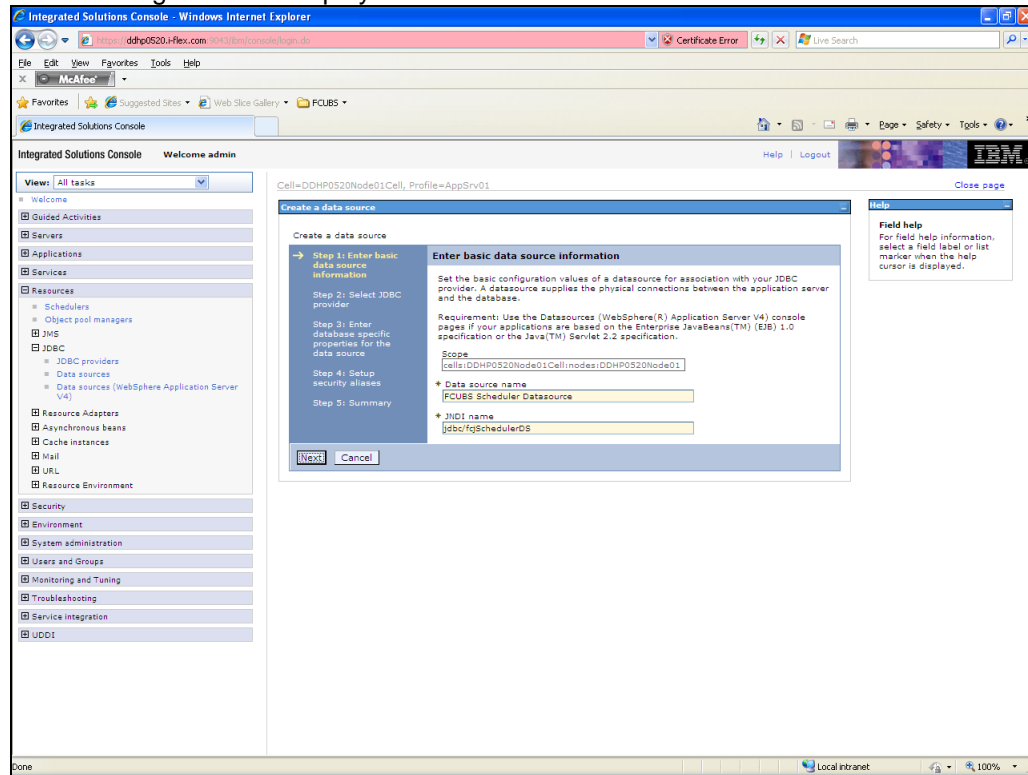 Integrated Solutions Console - Windows Internet Explorer
https://ddhp0520.i-flex.com:9043/ibm/console/login.do
Certificate Error
Live Search
File Edit View Favorites Tools Help
x McAfee
Favorites Suggested Sites Web Slice Gallery FCUBS
Integrated Solutions Console
Page Safety Tools
Integrated Solutions Console Welcome admin
Help | Logout
IBM
View: All tasks
Welcome
Guided Activities
Servers
Applications
Services
Resources
Schedulers
Object pool managers
JMS
JDBC
JDBC providers
Data sources
Data sources (WebSphere Application Server
V4)
Resource Adapters
Asynchronous beans
Cache instances
Mail
URL
Resource Environment
Security
Environment
System administration
Users and Groups
Monitoring and Tuning
Troubleshooting
Service integration
UDDI
Cell=DDHP0520Node01Cell, Profile=AppSrv01
Close page
Create a data source
Create a data source
Step 1: Enter basic
data source
information
Step 2: Select JDBC
provider
Step 3: Enter
database specific
properties for the
data source
Step 4: Setup
security aliases
Step 5: Summary
Enter basic data source information
Set the basic configuration values of a datasource for association with your JDBC
provider. A datasource supplies the physical connections between the application server
and the database.
Requirement: Use the Datasources (WebSphere(R) Application Server V4) console
pages if your applications are based on the Enterprise JavaBeans(TM) (EJB) 1.0
specification or the Java(TM) Servlet 2.2 specification.
Scope
cells:DDHP0520Node01Cell:nodes:DDHP0520Node01
* Data source name
FCUBS Scheduler Datasource
* JNDI name
jdbc/fcjSchedulerDS
Next Cancel
Help
Field help
For field help information,
select a field label or list
marker when the help
cursor is displayed.
Done
Local intranet
100%